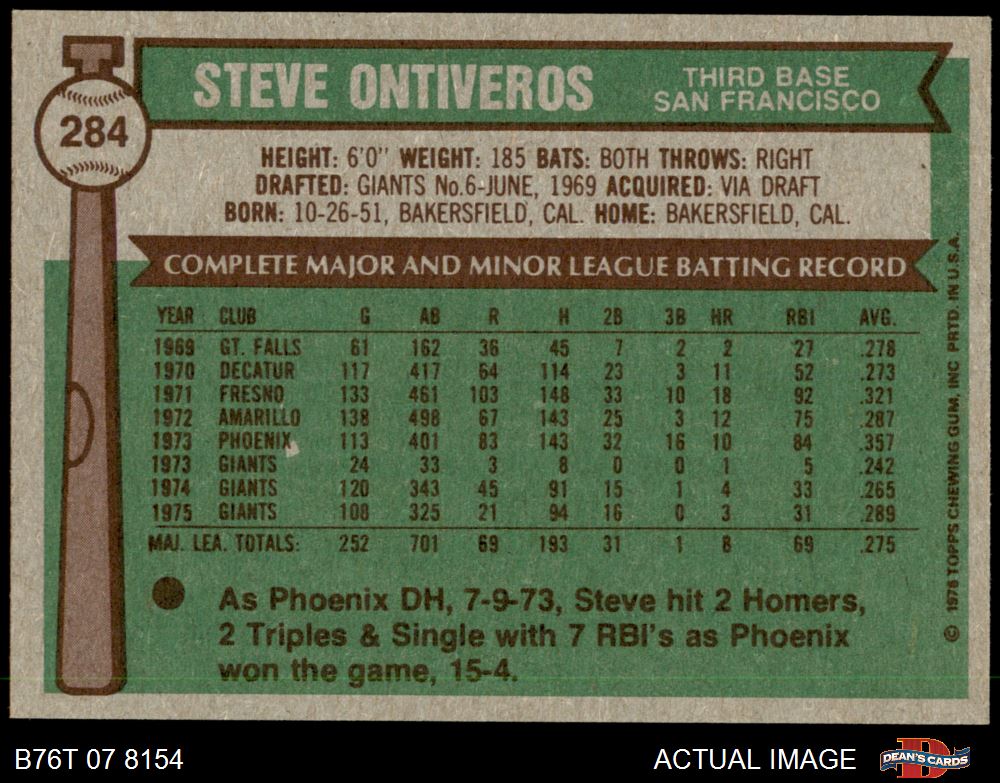 284
STEVE ONTIVEROS
THIRD BASE
SAN FRANCISCO
HEIGHT: 6'0" WEIGHT: 185 BATS: BOTH THROWS: RIGHT
DRAFTED: GIANTS No.6-JUNE, 1969 ACQUIRED: VIA DRAFT
BORN: 10-26-51, BAKERSFIELD, CAL. HOME: BAKERSFIELD, CAL.
COMPLETE MAJOR AND MINOR LEAGUE BATTING RECORD
YEAR CLUB G AB R H 2B 3B HR RBI AVG.
1969 GT. FALLS 61 162 36 45 7 2 2 27 .278
1970 DECATUR 117 417 64 114 23 3 11 52 .273
1971 FRESNO 133 461 103 148 33 10 18 92 .321
1972 AMARILLO 138 498 67 143 25 3 12 75 .287
1973 PHOENIX 113 401 83 143 32 16 10 84 .357
1973 GIANTS 24 33 3 8 0 0 1 5 .242
1974 GIANTS 120 343 45 91 15 1 4 33 .265
1975 GIANTS 108 325 21 94 16 0 3 31 .289
MAJ. LEA. TOTALS: 252 701 69 193 31 1 8 69 .275
As Phoenix DH, 7-9-73, Steve hit 2 Homers,
2 Triples & Single with 7 RBI's as Phoenix
won the game, 15-4.
© 1976 TOPPS CHEWING GUM, INC PRTD. IN U.S.A.
B76T 07 8154
ACTUAL IMAGE
D
DEAN'S CARDS